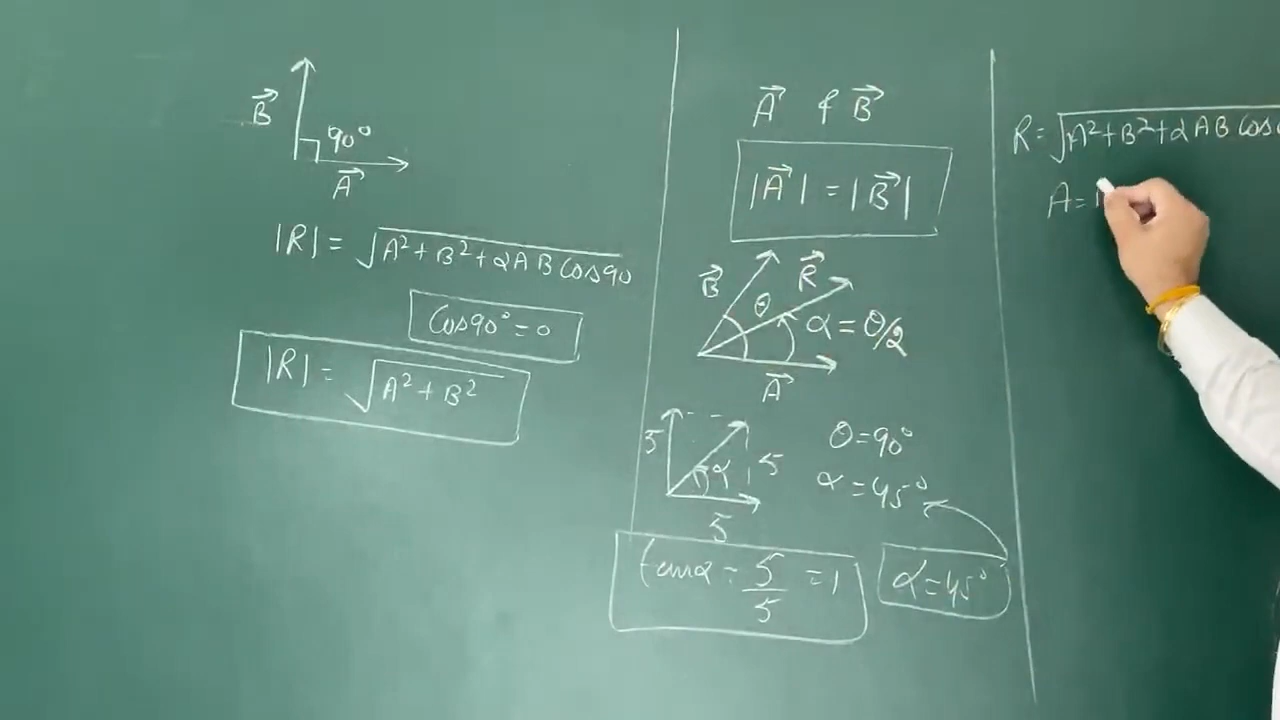 B⃗
90°
A⃗
|R| = √A² + B² + 2AB Cos90
Cos90° = 0
|R| = √A² + B²
A⃗ & B⃗
|A⃗| = |B⃗|
B⃗ θ R⃗
α = θ/2
A⃗
5 α 5
5
θ = 90°
α = 45°
tanα = 5/5 = 1
α = 45°
R = √A² + B² + 2AB Cos
A =